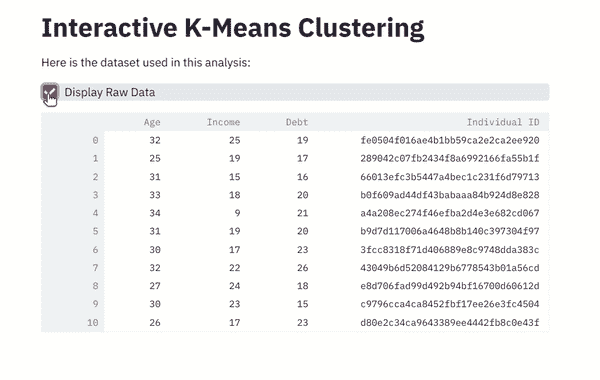 Interactive K-Means Clustering
Here is the dataset used in this analysis:
Display Raw Data
Age Income Debt Individual ID
0 32 25 19 fe0504f016ae4b1bb59ca2e2ca2ee920
1 25 19 17 289042c07fb2434f8a6992166fa55b1f
2 31 15 16 66013efc3b5447a4bec1c231f6d79713
3 33 18 20 b0f609ad44df43babaaa84b924d8e828
4 34 9 21 a4a208ec274f46efba2d4e3e682cd067
5 31 19 20 b9d7d117006a4648b8b140c397304f97
6 30 17 23 3fcc8318f71d406889e8c9748dda383c
7 32 22 26 43049b6d52084129b6778543b01a56cd
8 27 24 18 e8d706fad99d492b94bf16700d60612d
9 30 23 15 c9796cca4ca8452fbf17ee26e3fc4504
10 26 17 23 d80e2c34ca9643389ee4442fb8c0e43f